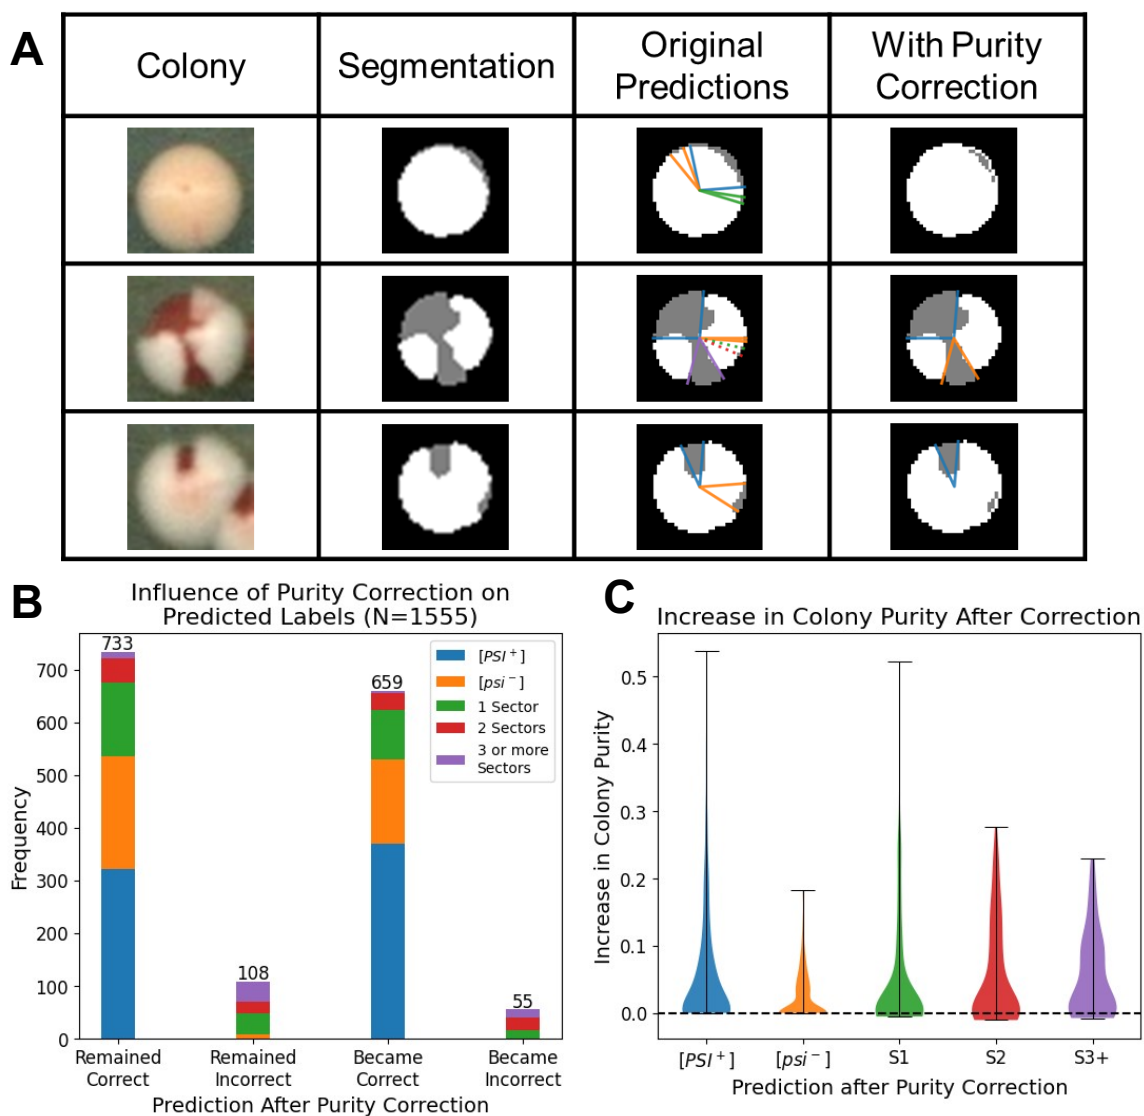 A
Colony
Segmentation
Original
Predictions
With Purity
Correction
B
Influence of Purity Correction on
Predicted Labels (N=1555)
733
108
659
55
[PSI⁺]
[psi⁻]
1 Sector
2 Sectors
3 or more
Sectors
Frequency
700
600
500
400
300
200
100
0
Remained
Correct
Remained
Incorrect
Became
Correct
Became
Incorrect
Prediction After Purity Correction
C
Increase in Colony Purity After Correction
Increase in Colony Purity
0.5
0.4
0.3
0.2
0.1
0.0
[PSI⁺]
[psi⁻]
S1
S2
S3+
Prediction after Purity Correction